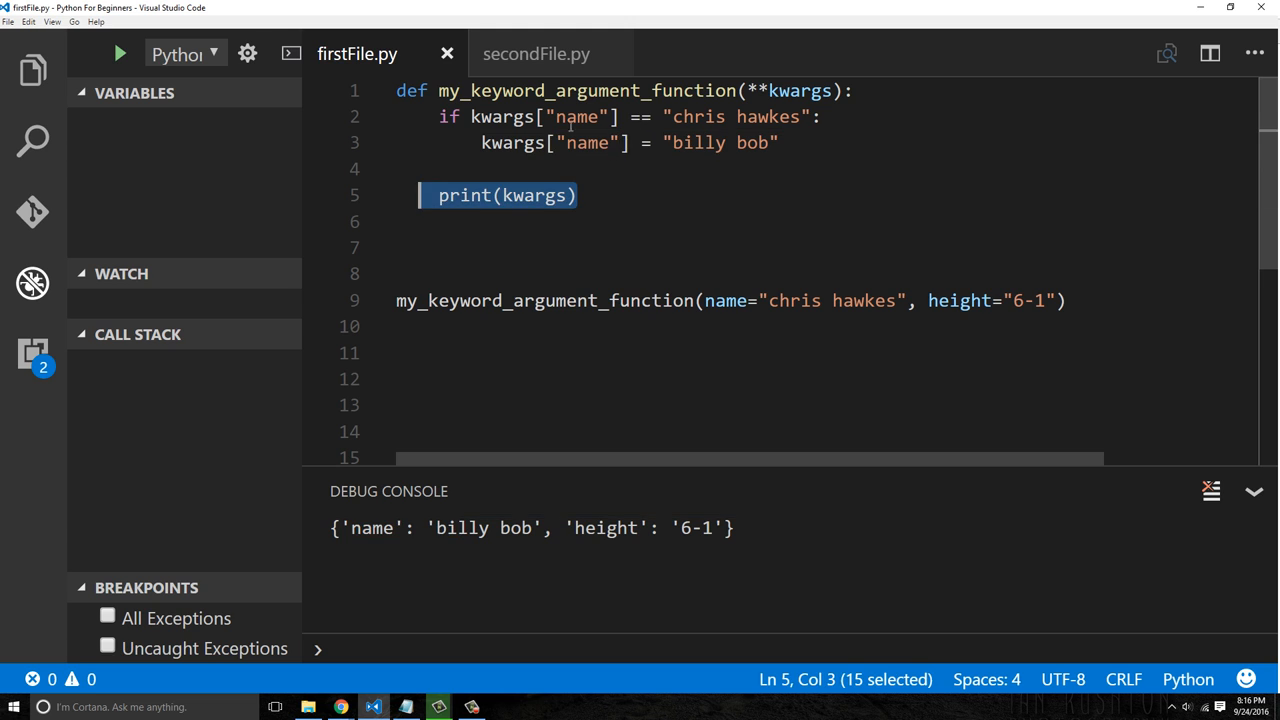 firstFile.py - Python For Beginners - Visual Studio Code
File Edit View Go Help
Python
firstFile.py
secondFile.py
VARIABLES
WATCH
CALL STACK
BREAKPOINTS
All Exceptions
Uncaught Exceptions
2
1 def my_keyword_argument_function(**kwargs):
2 if kwargs["name"] == "chris hawkes":
3 kwargs["name"] = "billy bob"
4
5 print(kwargs)
6
7
8
9 my_keyword_argument_function(name="chris hawkes", height="6-1")
10
11
12
13
14
15
DEBUG CONSOLE
{'name': 'billy bob', 'height': '6-1'}
0 0 Ln 5, Col 3 (15 selected) Spaces: 4 UTF-8 CRLF Python
I'm Cortana. Ask me anything.
8:16 PM
9/24/2016